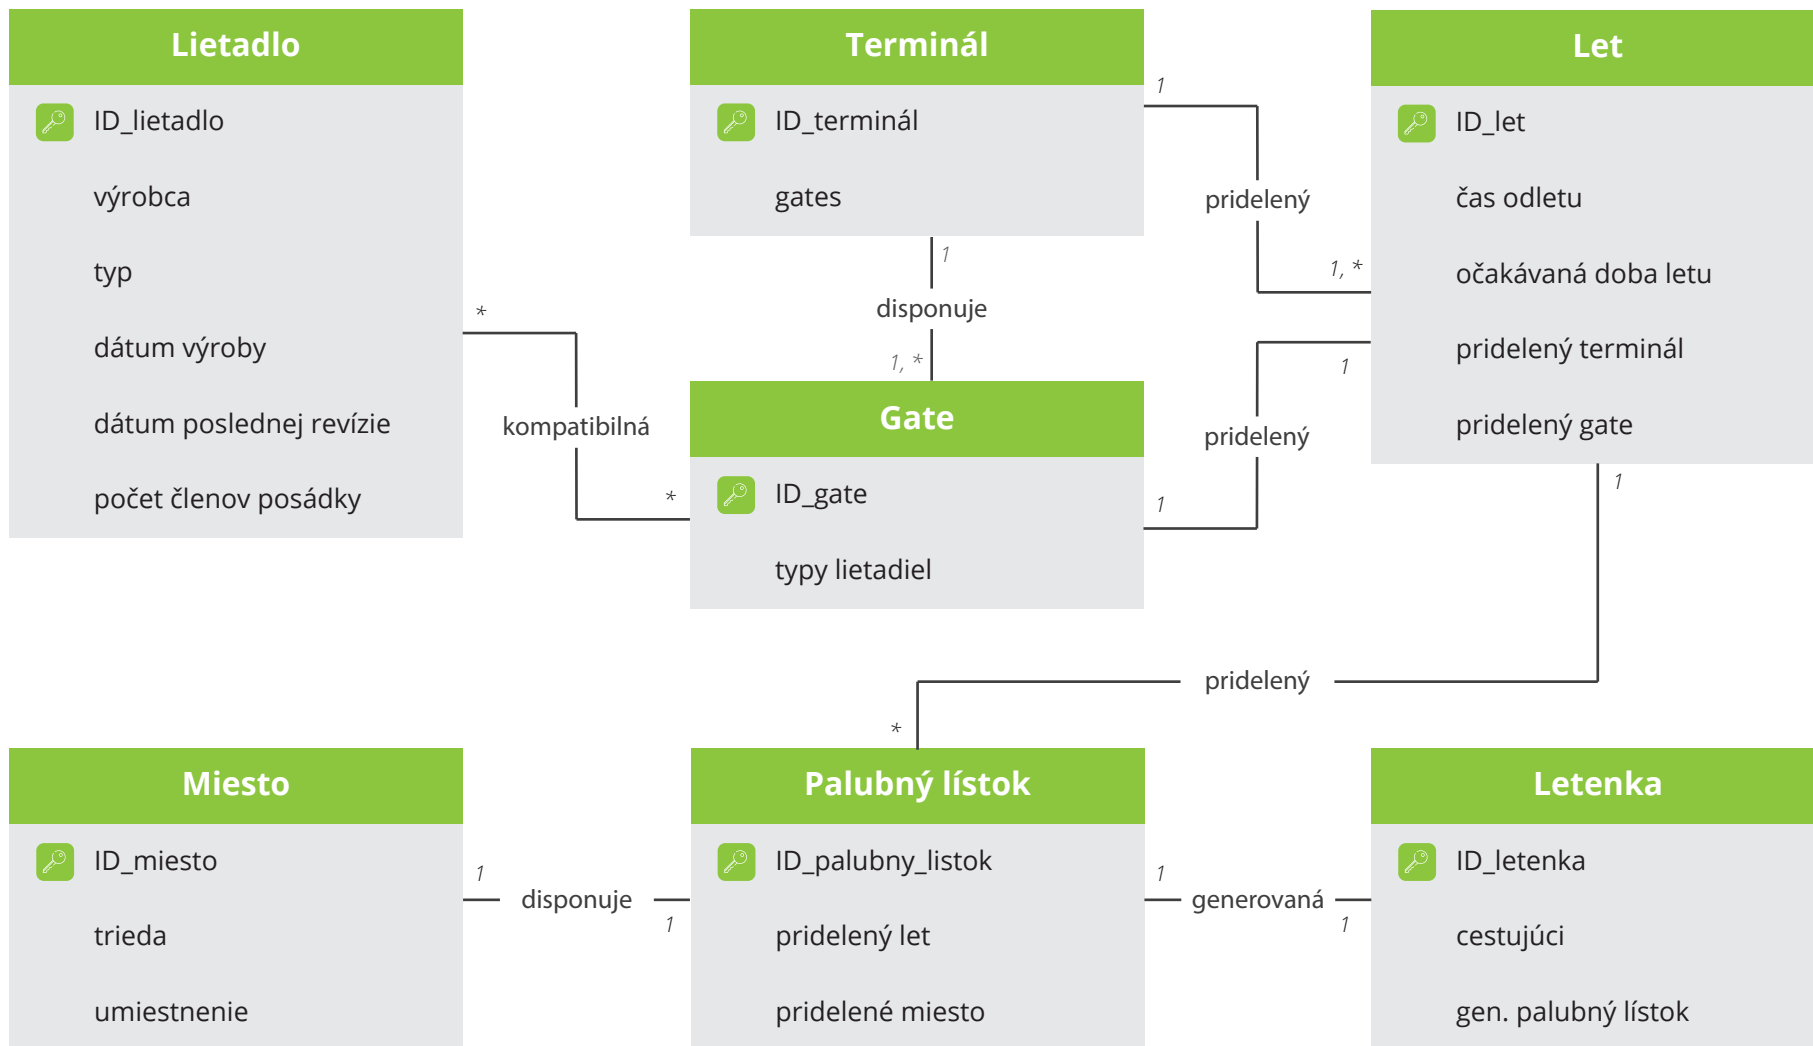 Lietadlo
ID_lietadlo
výrobca
typ
dátum výroby
dátum poslednej revízie
počet členov posádky
Terminál
ID_terminál
gates
Let
ID_let
čas odletu
očakávaná doba letu
pridelený terminál
pridelený gate
1
pridelený
1, *
1
disponuje
1, *
*
kompatibilná
*
Gate
ID_gate
typy lietadiel
1
pridelený
1
1
pridelený
*
Miesto
ID_miesto
trieda
umiestnenie
1
disponuje
1
Palubný lístok
ID_palubny_listok
pridelený let
pridelené miesto
1
generovaná
1
Letenka
ID_letenka
cestujúci
gen. palubný lístok